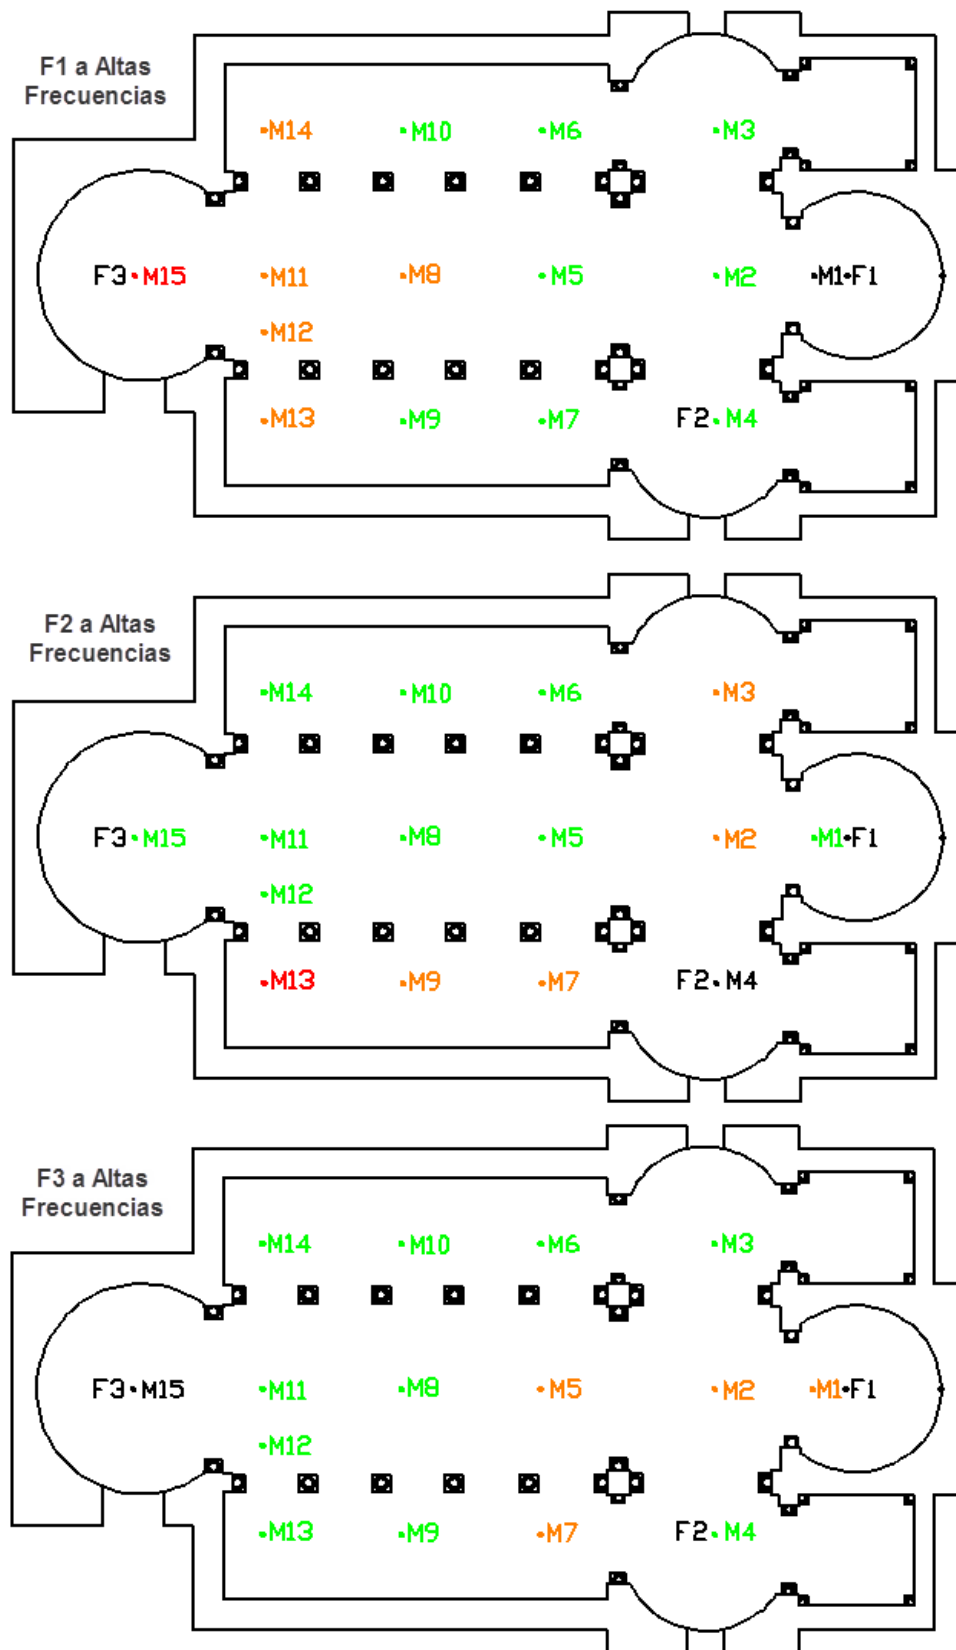 F1 a Altas
Frecuencias
M14 M10 M6 M3
F3 M15 M11 M8 M5 M2 M1 F1
M12
M13 M9 M7 F2 M4
F2 a Altas
Frecuencias
M14 M10 M6 M3
F3 M15 M11 M8 M5 M2 M1 F1
M12
M13 M9 M7 F2 M4
F3 a Altas
Frecuencias
M14 M10 M6 M3
F3 M15 M11 M8 M5 M2 M1 F1
M12
M13 M9 M7 F2 M4